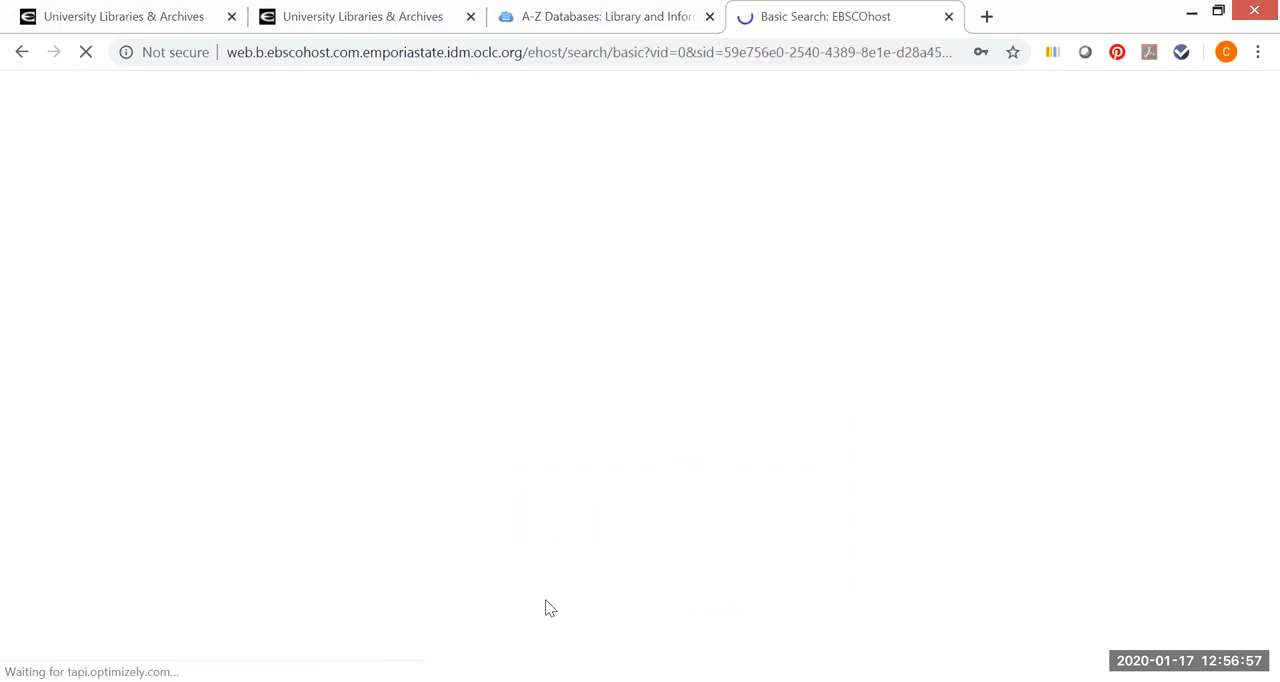 University Libraries & Archives
University Libraries & Archives
A-Z Databases: Library and Infor
Basic Search: EBSCOhost
Not secure
web.b.ebscohost.com.emporiastate.idm.oclc.org/ehost/search/basic?vid=0&sid=59e756e0-2540-4389-8e1e-d28a45...
C
Waiting for tapi.optimizely.com...
2020-01-17 12:56:57